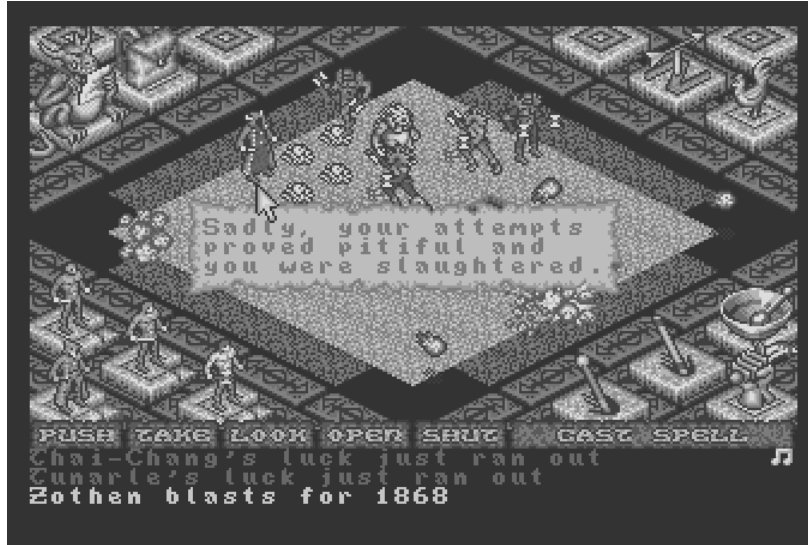 Sadly, your attempts
proved pitiful and
you were slaughtered.
PUSH TAKE LOOK OPEN SHUT CAST SPELL
Chai-Chang's luck just ran out
Cunarle's luck just ran out
Zothen blasts for 1868